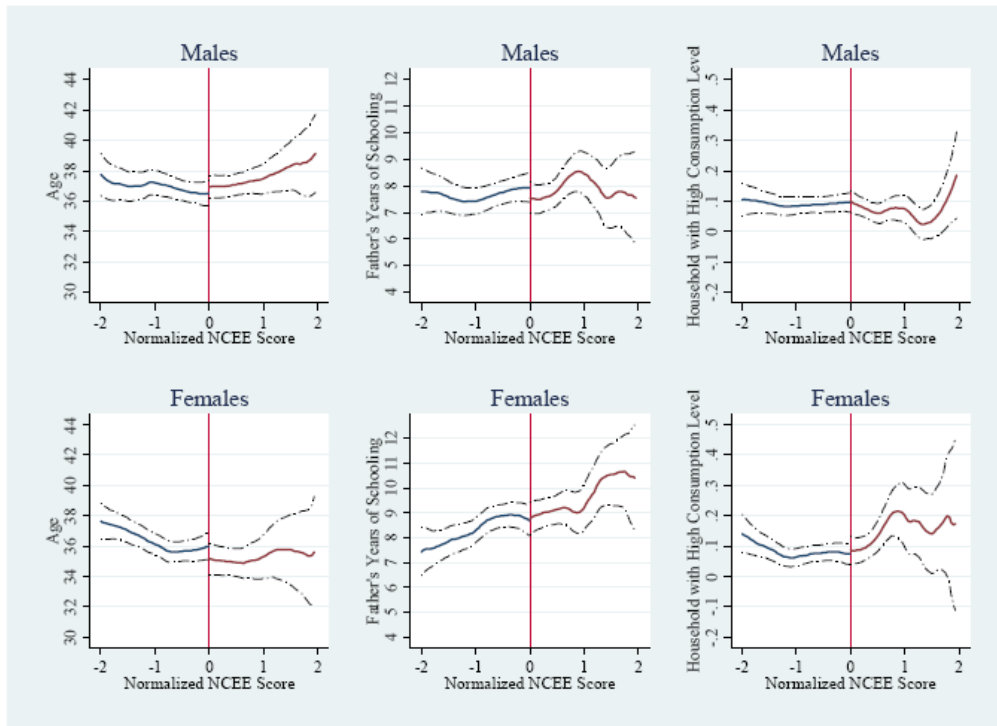 Males
Age
30 32 34 36 38 40 42 44
-2 -1 0 1 2
Normalized NCEE Score
Males
Father's Years of Schooling
4 5 6 7 8 9 10 11 12
-2 -1 0 1 2
Normalized NCEE Score
Males
Household with High Consumption Level
-.2 -.1 0 .1 .2 .3 .4 .5
-2 -1 0 1 2
Normalized NCEE Score
Females
Age
30 32 34 36 38 40 42 44
-2 -1 0 1 2
Normalized NCEE Score
Females
Father's Years of Schooling
4 5 6 7 8 9 10 11 12
-2 -1 0 1 2
Normalized NCEE Score
Females
Household with High Consumption Level
-.2 -.1 0 .1 .2 .3 .4 .5
-2 -1 0 1 2
Normalized NCEE Score